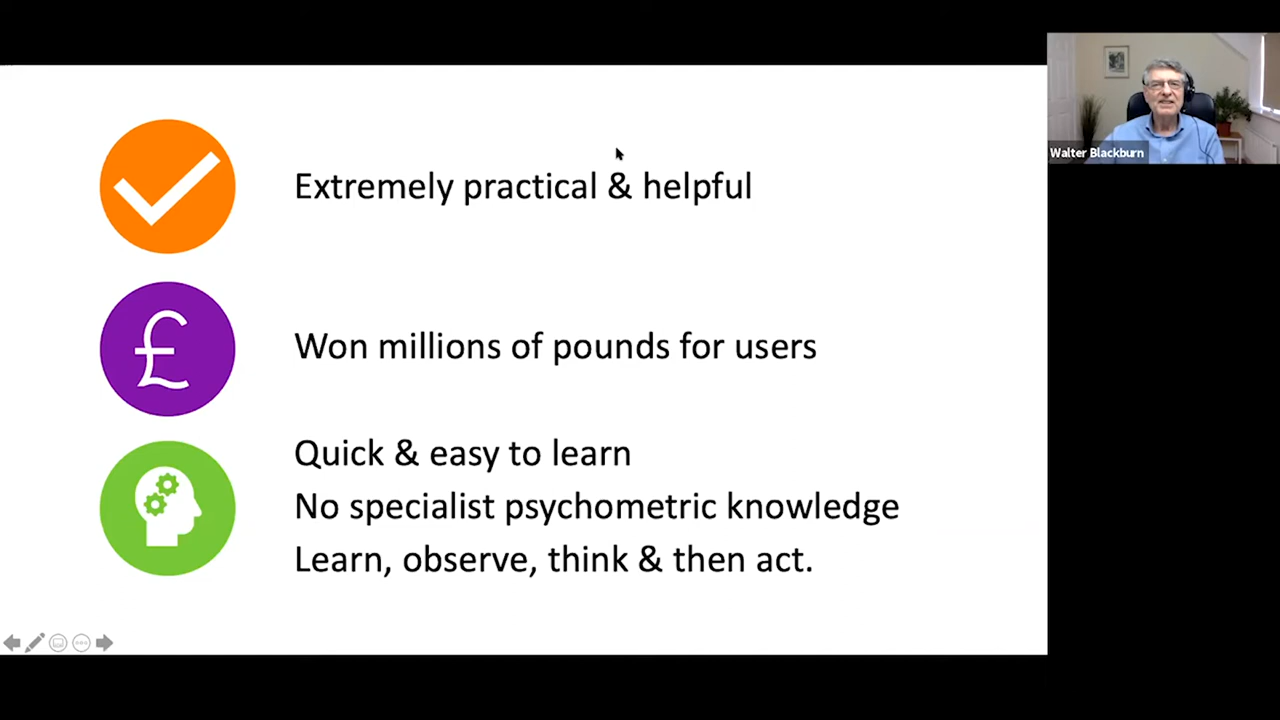 Extremely practical & helpful
Walter Blackburn
£
Won millions of pounds for users
Quick & easy to learn
No specialist psychometric knowledge
Learn, observe, think & then act.